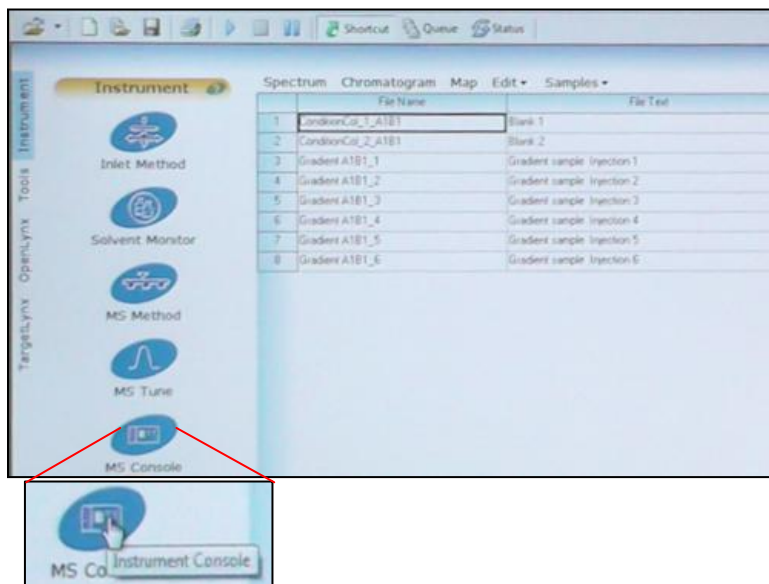 Shortcut Queue Status
Instrument
Tools
OpenLynx
TargetLynx
Instrument
Inlet Method
Solvent Monitor
MS Method
MS Tune
MS Console
Spectrum Chromatogram Map Edit Samples
File Name File Text
1 ConditionCol_1_A1B1 Blank 1
2 ConditionCol_2_A1B1 Blank 2
3 Gradient A1B1_1 Gradient sample Injection 1
4 Gradient A1B1_2 Gradient sample Injection 2
5 Gradient A1B1_3 Gradient sample Injection 3
6 Gradient A1B1_4 Gradient sample Injection 4
7 Gradient A1B1_5 Gradient sample Injection 5
8 Gradient A1B1_6 Gradient sample Injection 6
MS Co
Instrument Console